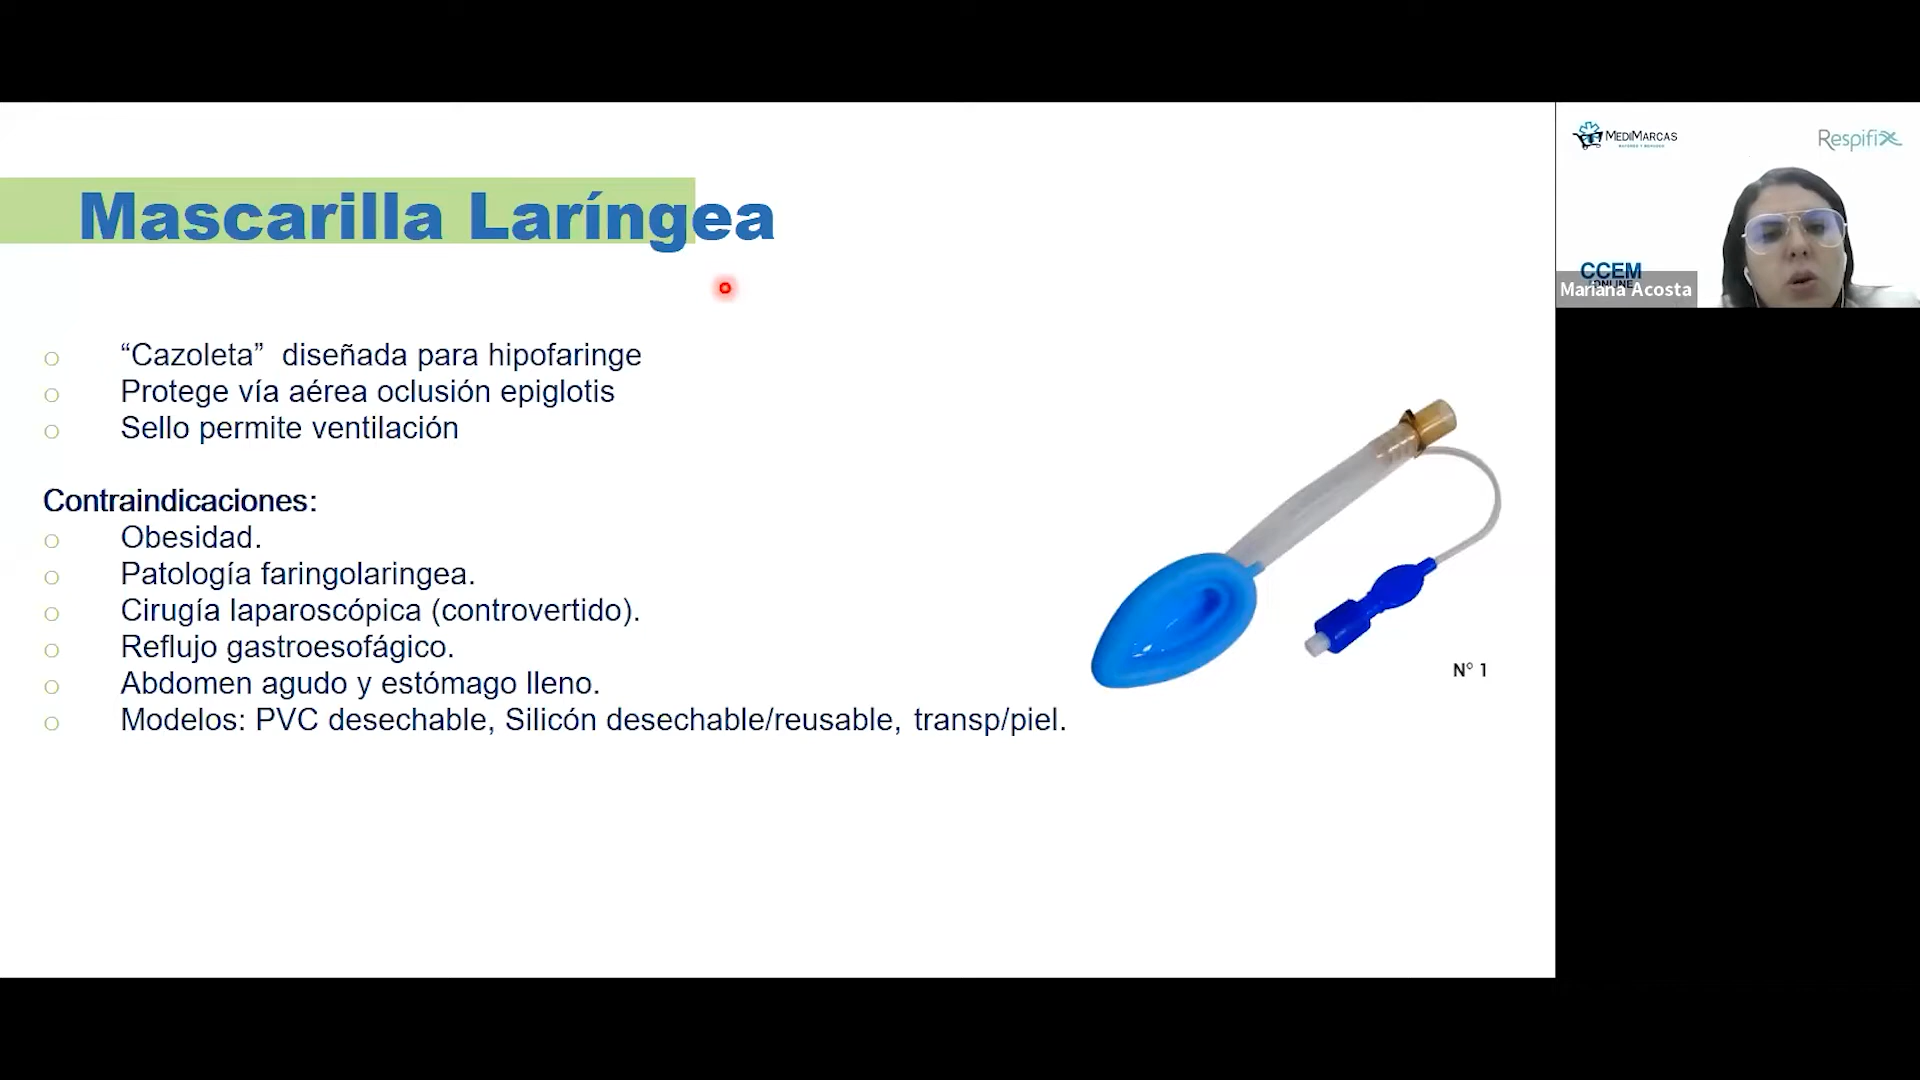 Mascarilla Laríngea
“Cazoleta”  diseñada para hipofaringe
Protege vía aérea oclusión epiglotis
Sello permite ventilación
Contraindicaciones:
Obesidad.
Patología faringolaringea.
Cirugía laparoscópica (controvertido).
Reflujo gastroesofágico.
Abdomen agudo y estómago lleno.
Modelos: PVC desechable, Silicón desechable/reusable, transp/piel.
N° 1
MEDIMARCAS
Respifix
CCEM
ONLINE
Mariana Acosta